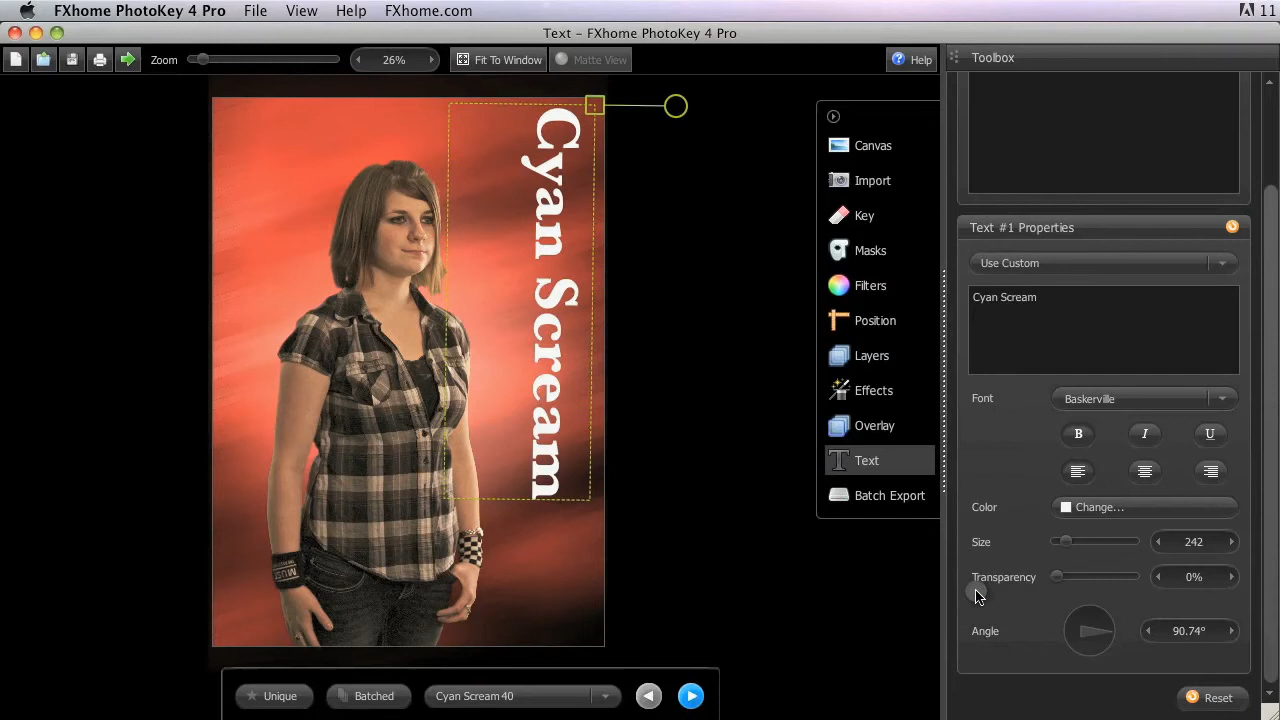 FXhome PhotoKey 4 Pro File View Help FXhome.com 11
Text – FXhome PhotoKey 4 Pro
Zoom 26% Fit To Window Matte View Help
Toolbox
Canvas
Import
Key
Masks
Filters
Position
Layers
Effects
Overlay
Text
Batch Export
Cyan Scream
Text #1 Properties
Use Custom
Cyan Scream
Font Baskerville
B I U
Color Change...
Size 242
Transparency 0%
Angle 90.74°
Reset
Unique Batched Cyan Scream40